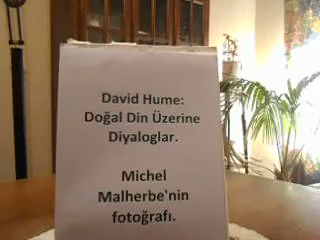 David Hume:
Doğal Din Üzerine
Diyaloglar.
Michel
Malherbe'nin
fotoğrafı.